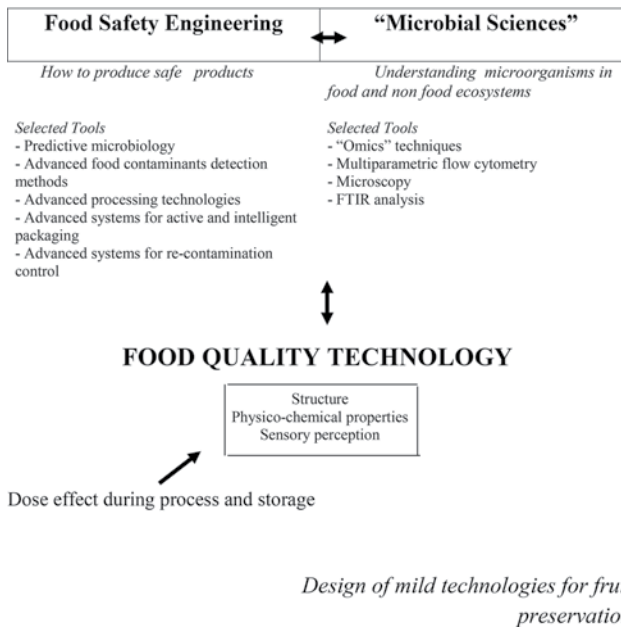 Food Safety Engineering
“Microbial Sciences”
How to produce safe products
Understanding microorganisms in
food and non food ecosystems
Selected Tools
- Predictive microbiology
- Advanced food contaminants detection
methods
- Advanced processing technologies
- Advanced systems for active and intelligent
packaging
- Advanced systems for re-contamination
control
Selected Tools
- “Omics” techniques
- Multiparametric flow cytometry
- Microscopy
- FTIR analysis
FOOD QUALITY TECHNOLOGY
Structure
Physico-chemical properties
Sensory perception
Dose effect during process and storage
Design of mild technologies for